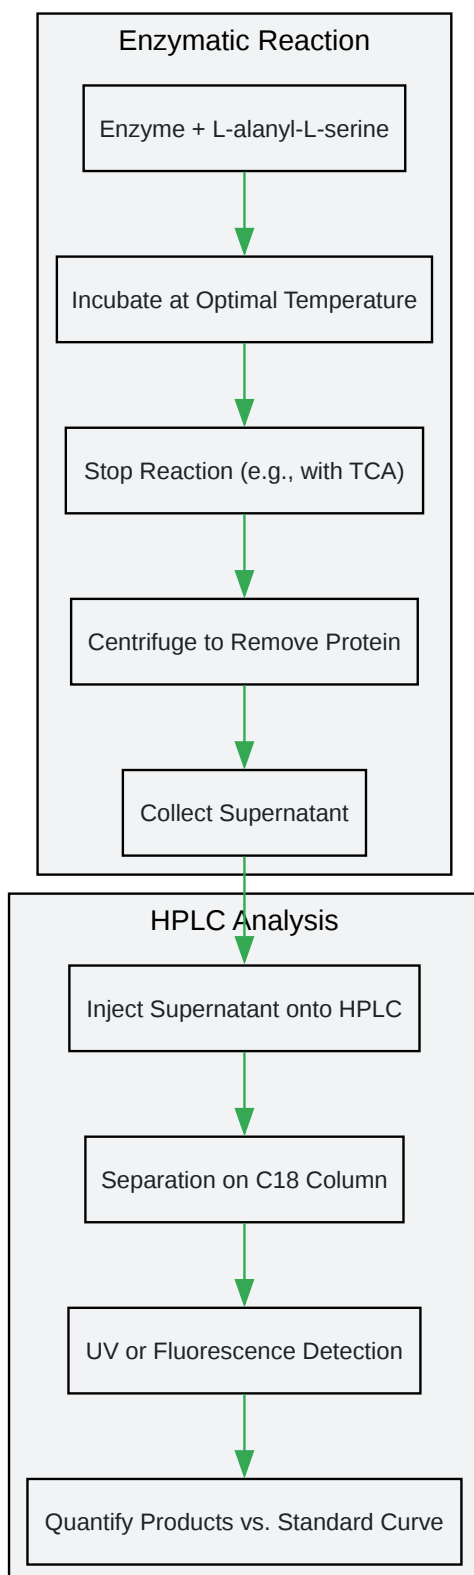 Enzymatic Reaction
Enzyme + L-alanyl-L-serine
Incubate at Optimal Temperature
Stop Reaction (e.g., with TCA)
Centrifuge to Remove Protein
Collect Supernatant
HPLC Analysis
Inject Supernatant onto HPLC
Separation on C18 Column
UV or Fluorescence Detection
Quantify Products vs. Standard Curve